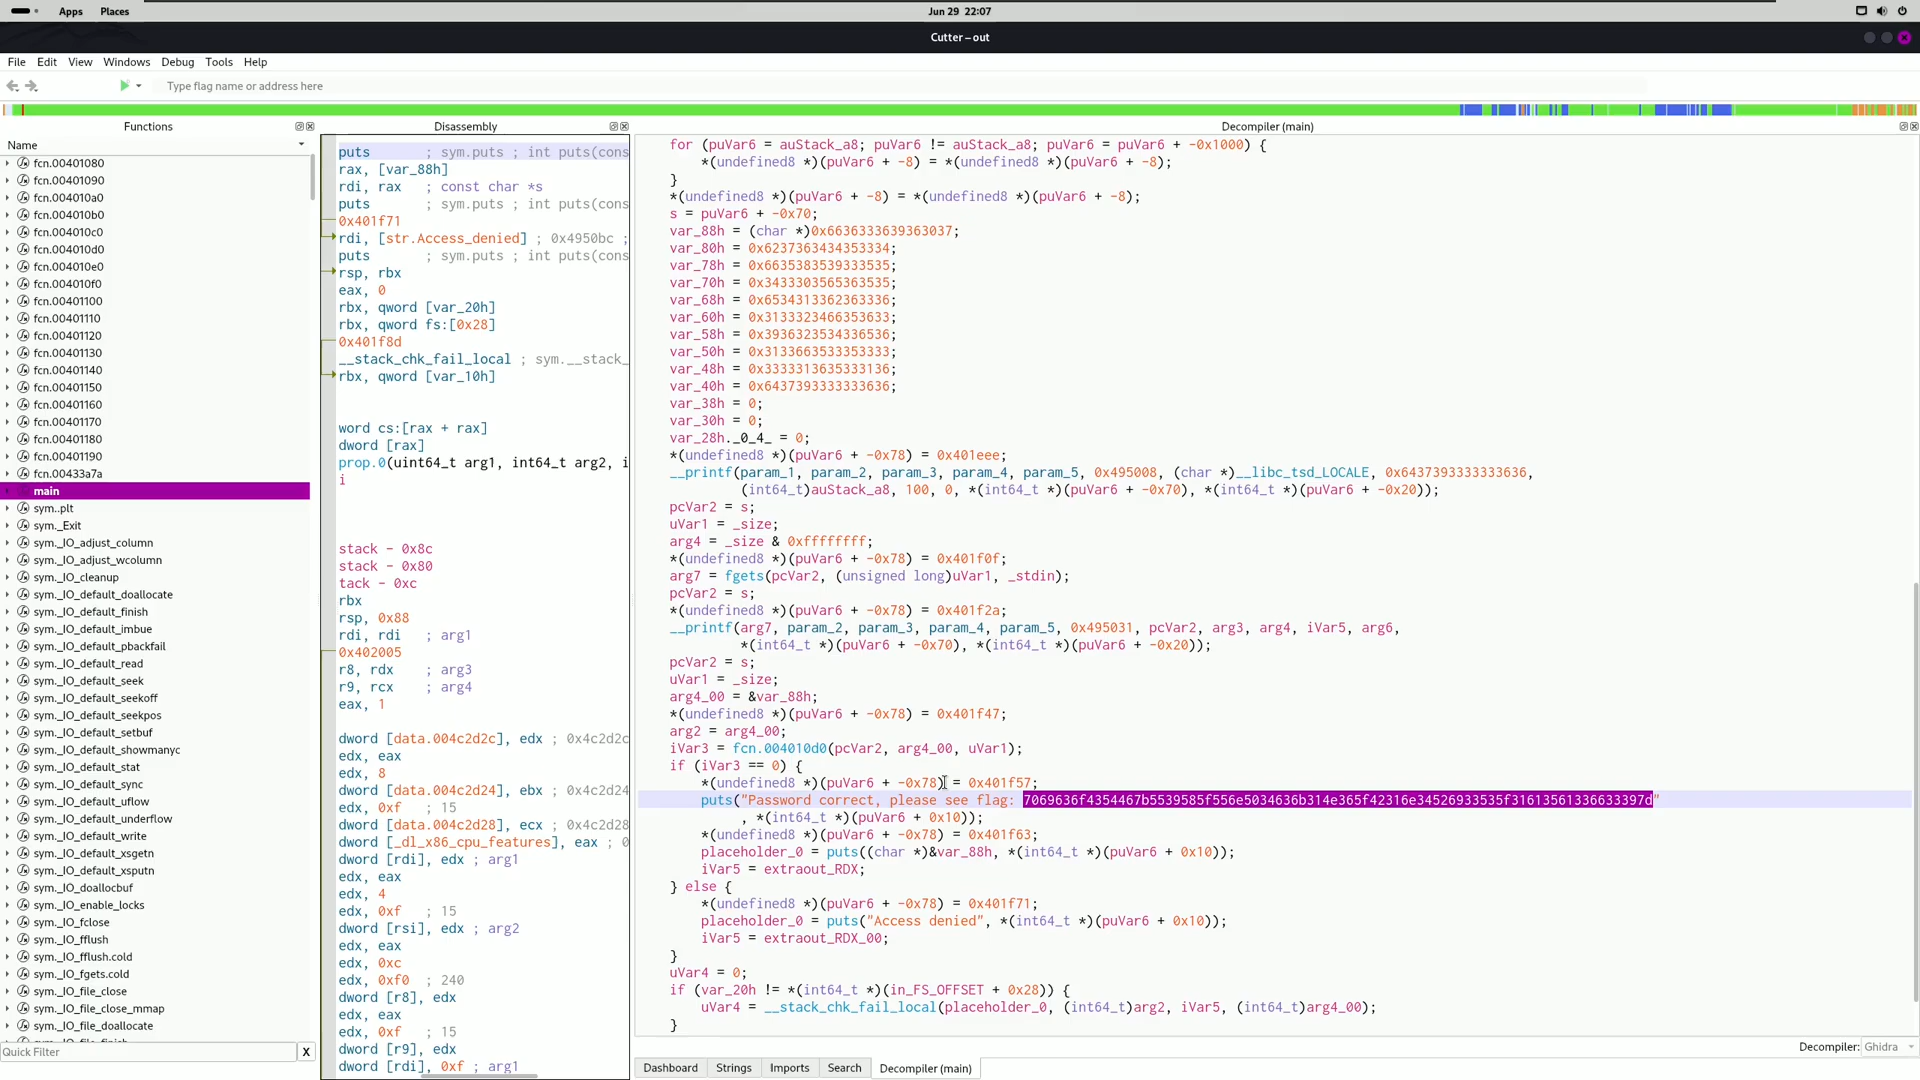 Apps Places
Jun 29 22:07
Cutter – out
File Edit View Windows Debug Tools Help
Type flag name or address here
Functions
Name
fcn.00401080
fcn.00401090
fcn.004010a0
fcn.004010b0
fcn.004010c0
fcn.004010d0
fcn.004010e0
fcn.004010f0
fcn.00401100
fcn.00401110
fcn.00401120
fcn.00401130
fcn.00401140
fcn.00401150
fcn.00401160
fcn.00401170
fcn.00401180
fcn.00401190
fcn.00433a7a
main
sym..plt
sym._Exit
sym._IO_adjust_column
sym._IO_adjust_wcolumn
sym._IO_cleanup
sym._IO_default_doallocate
sym._IO_default_finish
sym._IO_default_imbue
sym._IO_default_pbackfail
sym._IO_default_read
sym._IO_default_seek
sym._IO_default_seekoff
sym._IO_default_seekpos
sym._IO_default_setbuf
sym._IO_default_showmanyc
sym._IO_default_stat
sym._IO_default_sync
sym._IO_default_uflow
sym._IO_default_underflow
sym._IO_default_write
sym._IO_default_xsgetn
sym._IO_default_xsputn
sym._IO_doallocbuf
sym._IO_enable_locks
sym._IO_fclose
sym._IO_fflush
sym._IO_fflush.cold
sym._IO_fgets.cold
sym._IO_file_close
sym._IO_file_close_mmap
sym._IO_file_doallocate
Quick Filter X
Disassembly
puts ; sym.puts ; int puts(cons
rax, [var_88h]
rdi, rax ; const char *s
puts ; sym.puts ; int puts(cons
0x401f71
rdi, [str.Access_denied] ; 0x4950bc ;
puts ; sym.puts ; int puts(cons
rsp, rbx
eax, 0
rbx, qword [var_20h]
rbx, qword fs:[0x28]
0x401f8d
__stack_chk_fail_local ; sym.__stack_
rbx, qword [var_10h]
word cs:[rax + rax]
dword [rax]
prop.0(uint64_t arg1, int64_t arg2, i
i
stack - 0x8c
stack - 0x80
tack - 0xc
rbx
rsp, 0x88
rdi, rdi ; arg1
0x402005
r8, rdx ; arg3
r9, rcx ; arg4
eax, 1
dword [data.004c2d2c], edx ; 0x4c2d2c
edx, eax
edx, 8
dword [data.004c2d24], ebx ; 0x4c2d24
edx, 0xf ; 15
dword [data.004c2d28], ecx ; 0x4c2d28
dword [_dl_x86_cpu_features], eax ; 0
dword [rdi], edx ; arg1
edx, eax
edx, 4
edx, 0xf ; 15
dword [rsi], edx ; arg2
edx, eax
edx, 0xc
edx, 0xf0 ; 240
dword [r8], edx
edx, eax
edx, 0xf ; 15
dword [r9], edx
dword [rdi], 0xf ; arg1
Decompiler (main)
for (puVar6 = auStack_a8; puVar6 != auStack_a8; puVar6 = puVar6 + -0x1000) {
*(undefined8 *)(puVar6 + -8) = *(undefined8 *)(puVar6 + -8);
}
*(undefined8 *)(puVar6 + -8) = *(undefined8 *)(puVar6 + -8);
s = puVar6 + -0x70;
var_88h = (char *)0x6636333639363037;
var_80h = 0x6237363434353334;
var_78h = 0x6635383539333535;
var_70h = 0x3433303565363535;
var_68h = 0x6534313362363336;
var_60h = 0x3133323466353633;
var_58h = 0x3936323534336536;
var_50h = 0x3133663533353333;
var_48h = 0x3333313635333136;
var_40h = 0x6437393333333636;
var_38h = 0;
var_30h = 0;
var_28h._0_4_ = 0;
*(undefined8 *)(puVar6 + -0x78) = 0x401eee;
__printf(param_1, param_2, param_3, param_4, param_5, 0x495008, (char *)__libc_tsd_LOCALE, 0x6437393333333636,
(int64_t)auStack_a8, 100, 0, *(int64_t *)(puVar6 + -0x70), *(int64_t *)(puVar6 + -0x20));
pcVar2 = s;
uVar1 = _size;
arg4 = _size & 0xffffffff;
*(undefined8 *)(puVar6 + -0x78) = 0x401f0f;
arg7 = fgets(pcVar2, (unsigned long)uVar1, _stdin);
pcVar2 = s;
*(undefined8 *)(puVar6 + -0x78) = 0x401f2a;
__printf(arg7, param_2, param_3, param_4, param_5, 0x495031, pcVar2, arg3, arg4, iVar5, arg6,
*(int64_t *)(puVar6 + -0x70), *(int64_t *)(puVar6 + -0x20));
pcVar2 = s;
uVar1 = _size;
arg4_00 = &var_88h;
*(undefined8 *)(puVar6 + -0x78) = 0x401f47;
arg2 = arg4_00;
iVar3 = fcn.004010d0(pcVar2, arg4_00, uVar1);
if (iVar3 == 0) {
*(undefined8 *)(puVar6 + -0x78) = 0x401f57;
puts("Password correct, please see flag: 7069636f4354467b5539585f556e5034636b314e365f42316e34526933535f31613561336633397d"
, *(int64_t *)(puVar6 + 0x10));
*(undefined8 *)(puVar6 + -0x78) = 0x401f63;
placeholder_0 = puts((char *)&var_88h, *(int64_t *)(puVar6 + 0x10));
iVar5 = extraout_RDX;
} else {
*(undefined8 *)(puVar6 + -0x78) = 0x401f71;
placeholder_0 = puts("Access denied", *(int64_t *)(puVar6 + 0x10));
iVar5 = extraout_RDX_00;
}
uVar4 = 0;
if (var_20h != *(int64_t *)(in_FS_OFFSET + 0x28)) {
uVar4 = __stack_chk_fail_local(placeholder_0, (int64_t)arg2, iVar5, (int64_t)arg4_00);
}
Decompiler: Ghidra
Dashboard Strings Imports Search Decompiler (main)